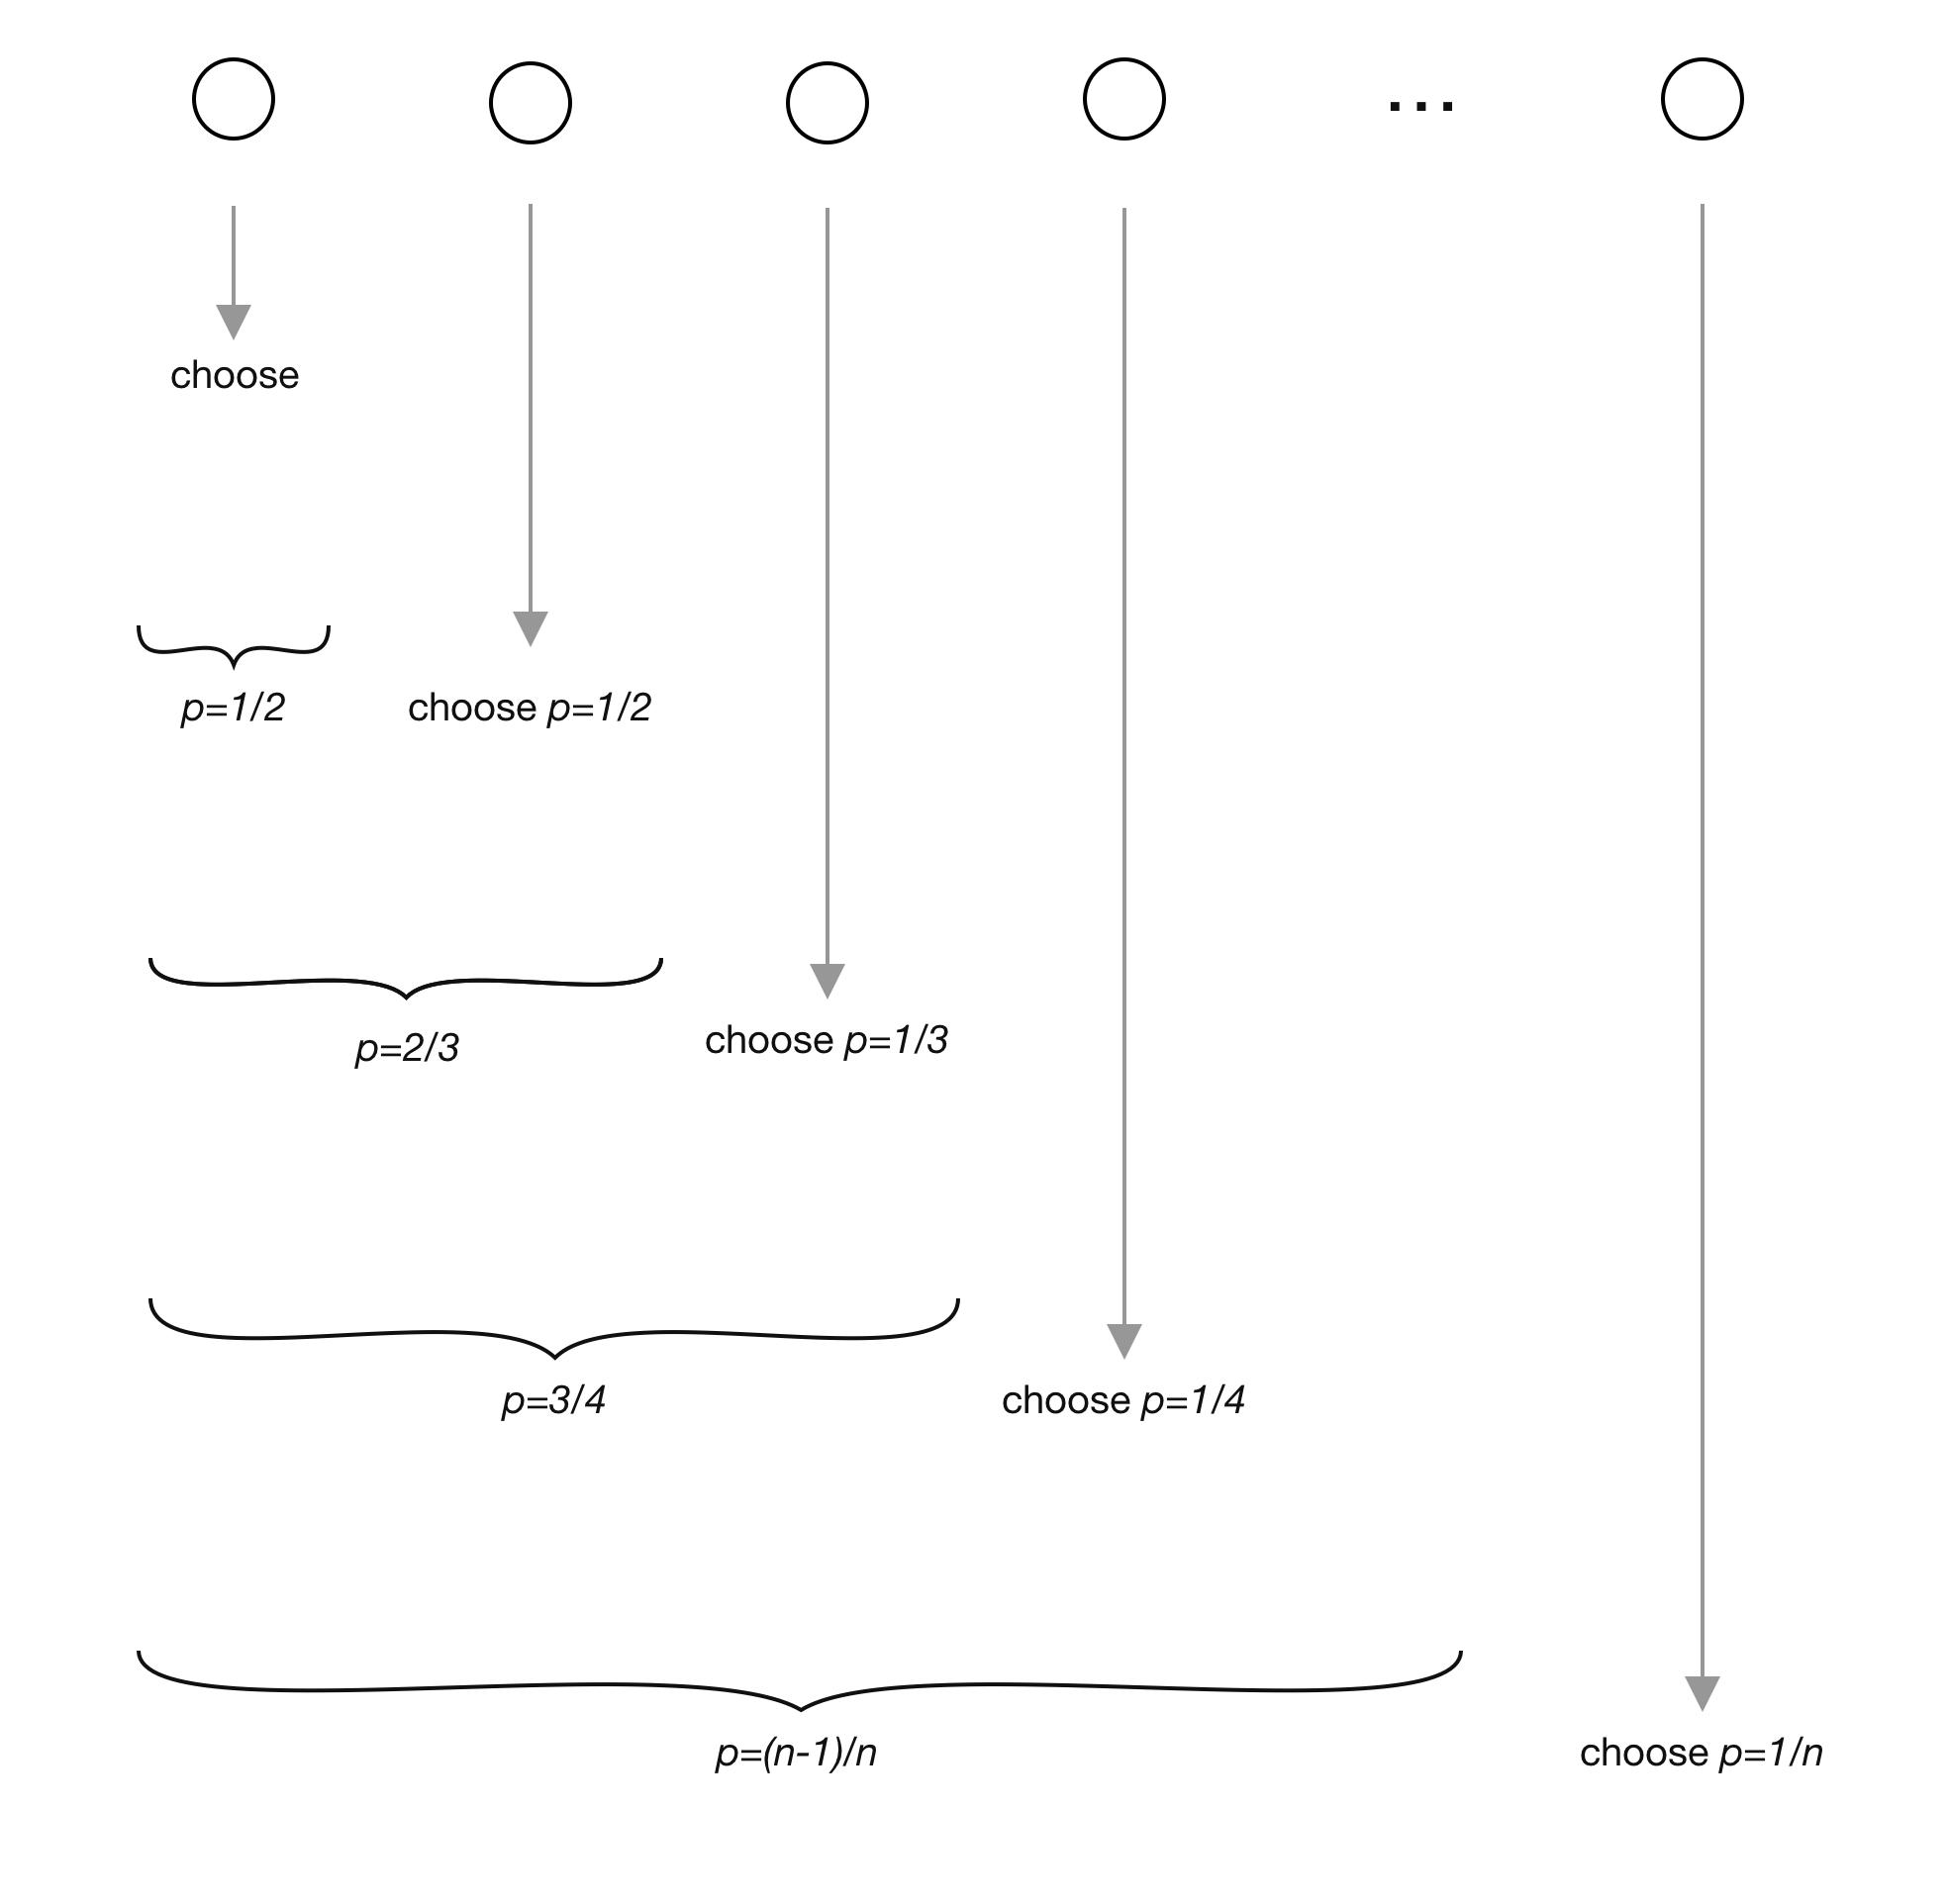 ...
choose
p=1/2 choose p=1/2
p=2/3 choose p=1/3
p=3/4 choose p=1/4
p=(n-1)/n choose p=1/n